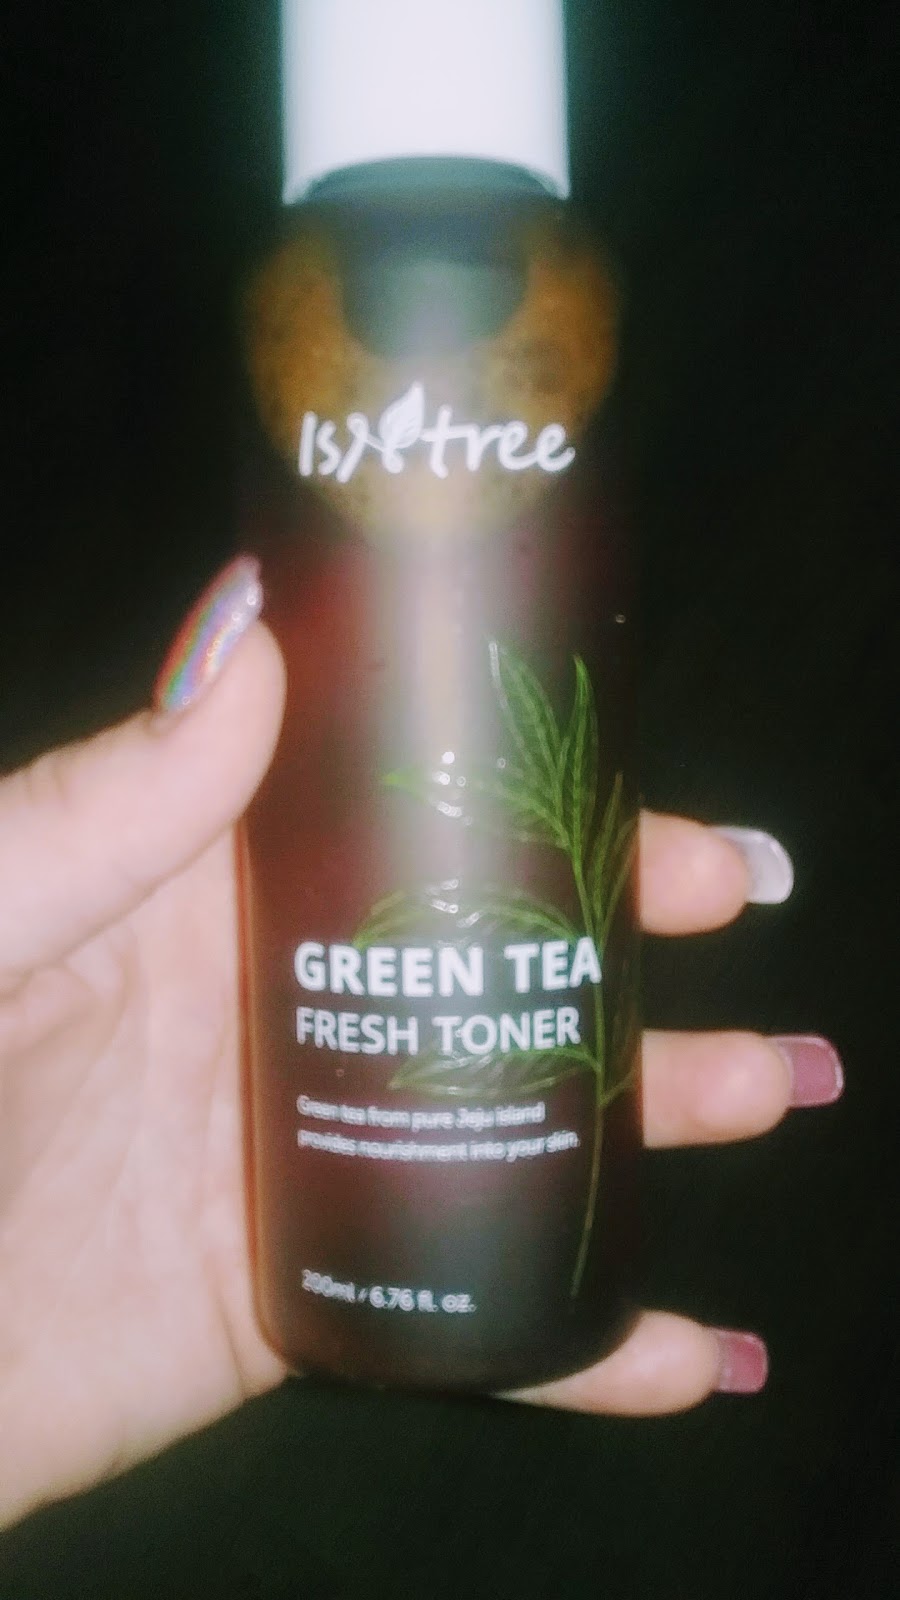 IsNtree
GREEN TEA
FRESH TONER
Green tea from pure Jeju Island
provides nourishment into your skin.
200ml / 6.76 fl. oz.